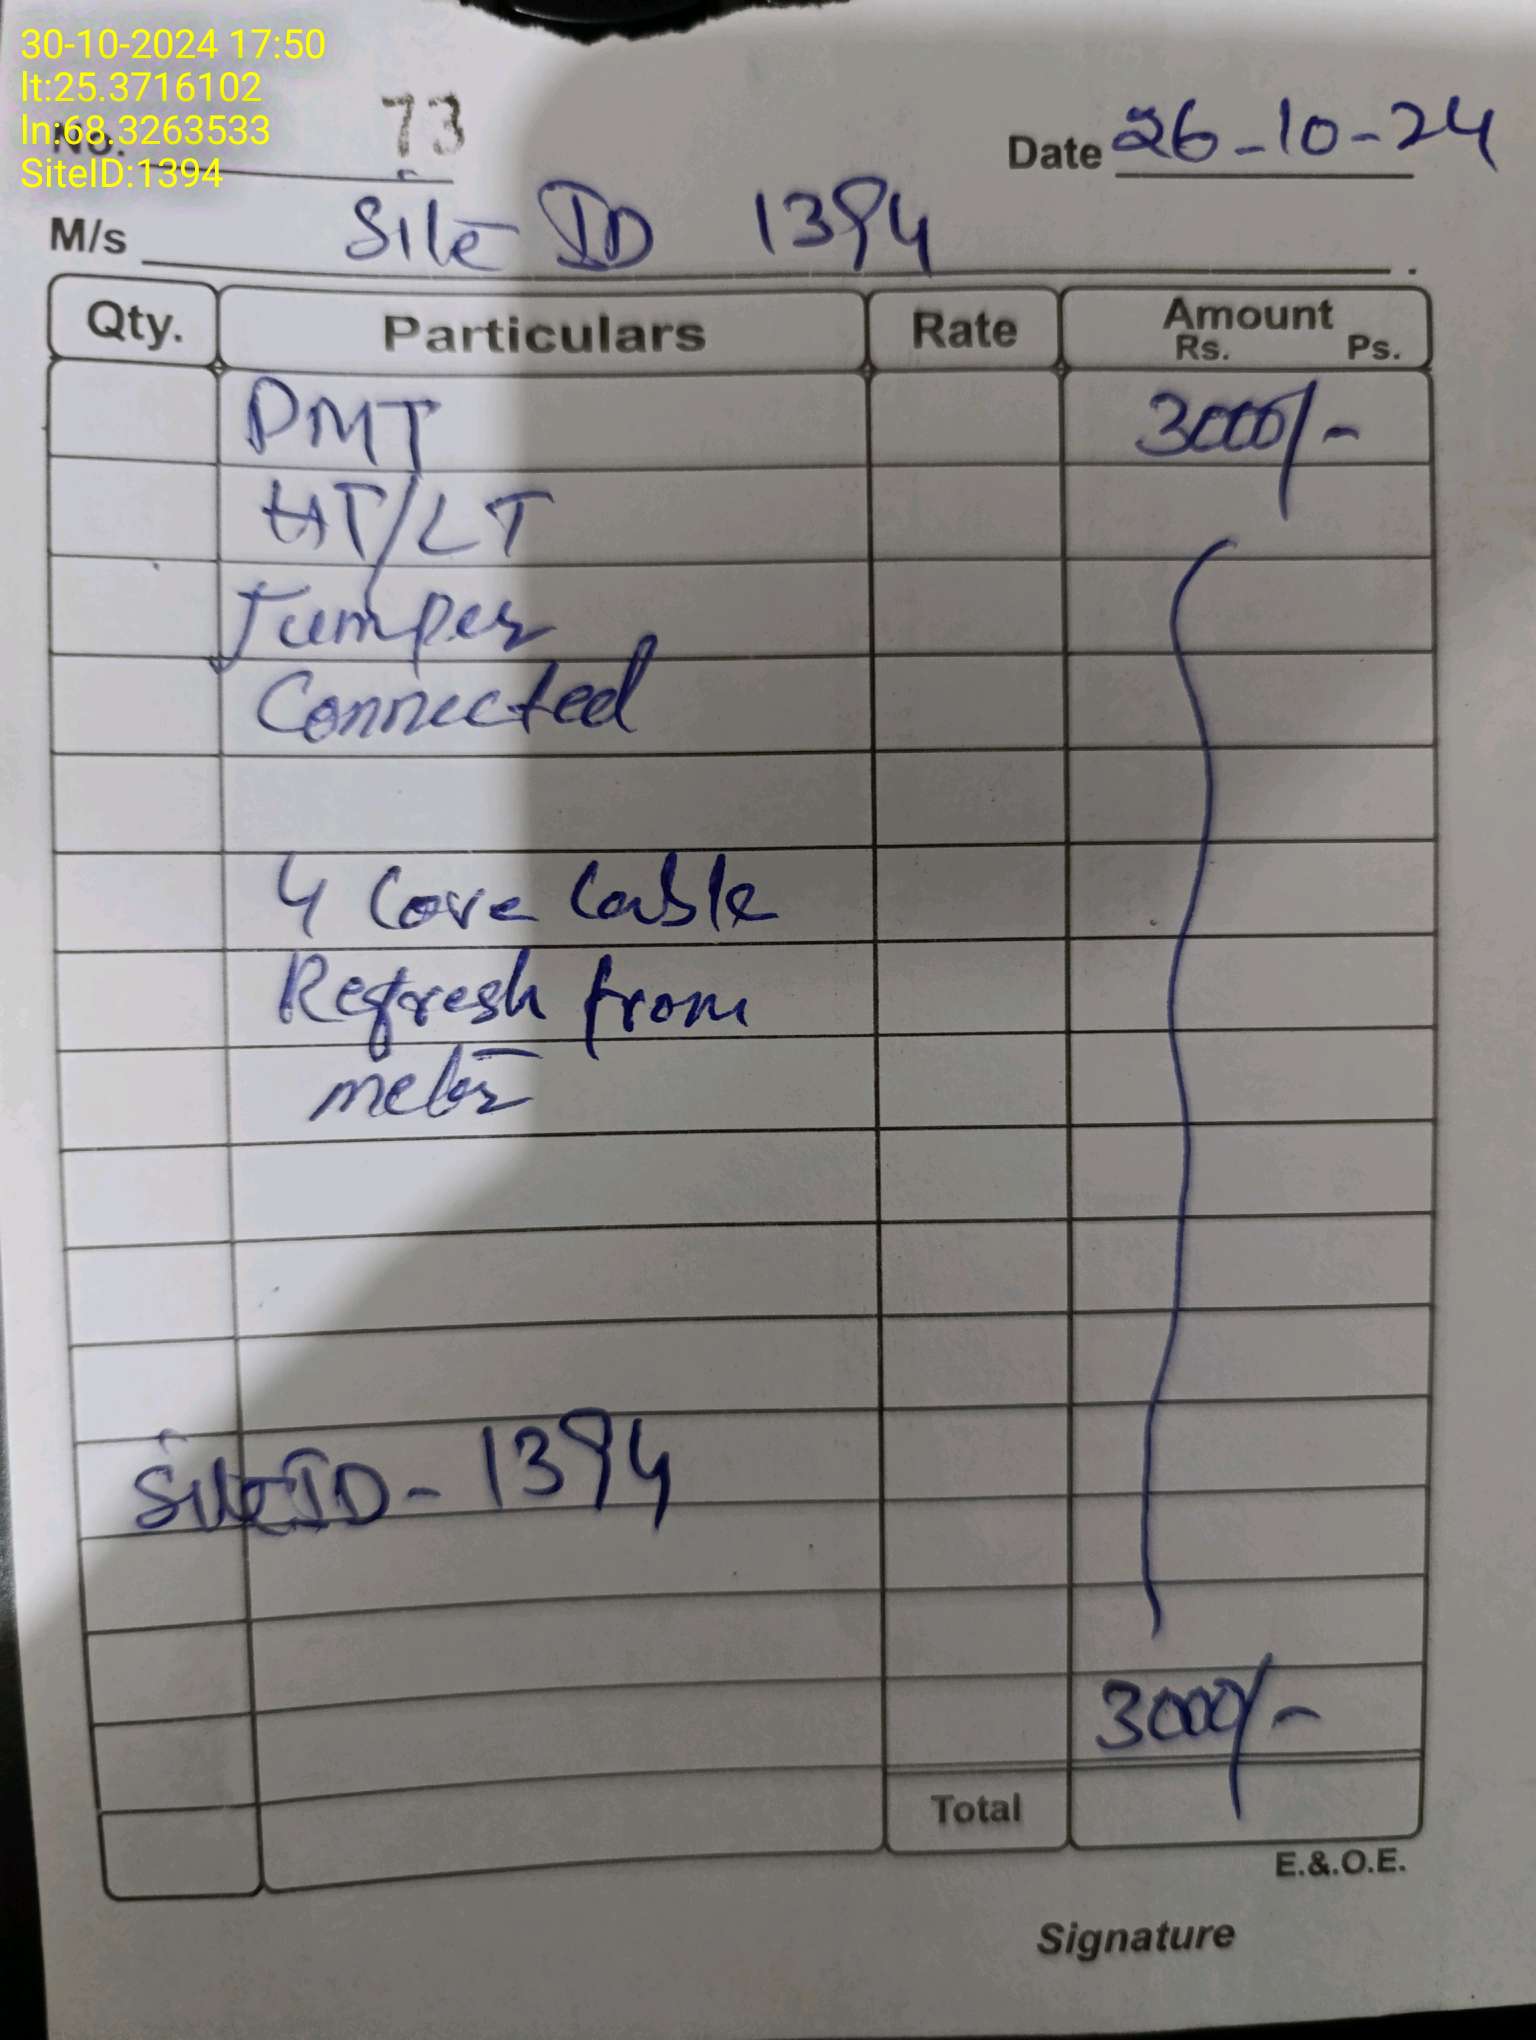 30-10-2024 17:50
lt:25.3716102
ln:68.3263533
SiteID:1394
No. 73
Date 26-10-24
M/s Site ID 1394
Qty. Particulars Rate Amount
Rs. Ps.
PMT 3000/-
HT/LT
Jumper
Connected
4 Core Cable
Refresh from
meter
Site ID - 1394
3000/-
Total
E.&.O.E.
Signature